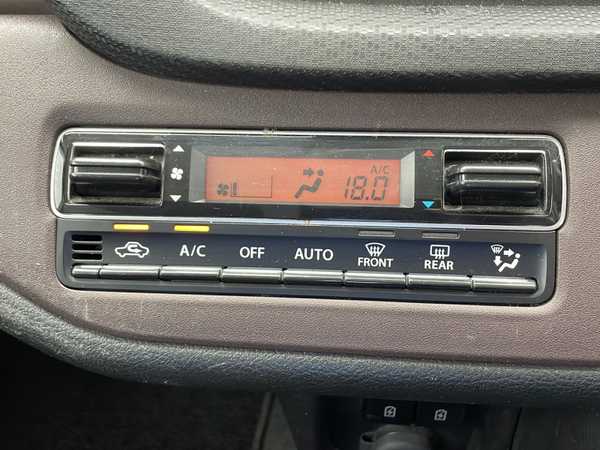 A/C
18.0
A/C
OFF
AUTO
FRONT
REAR